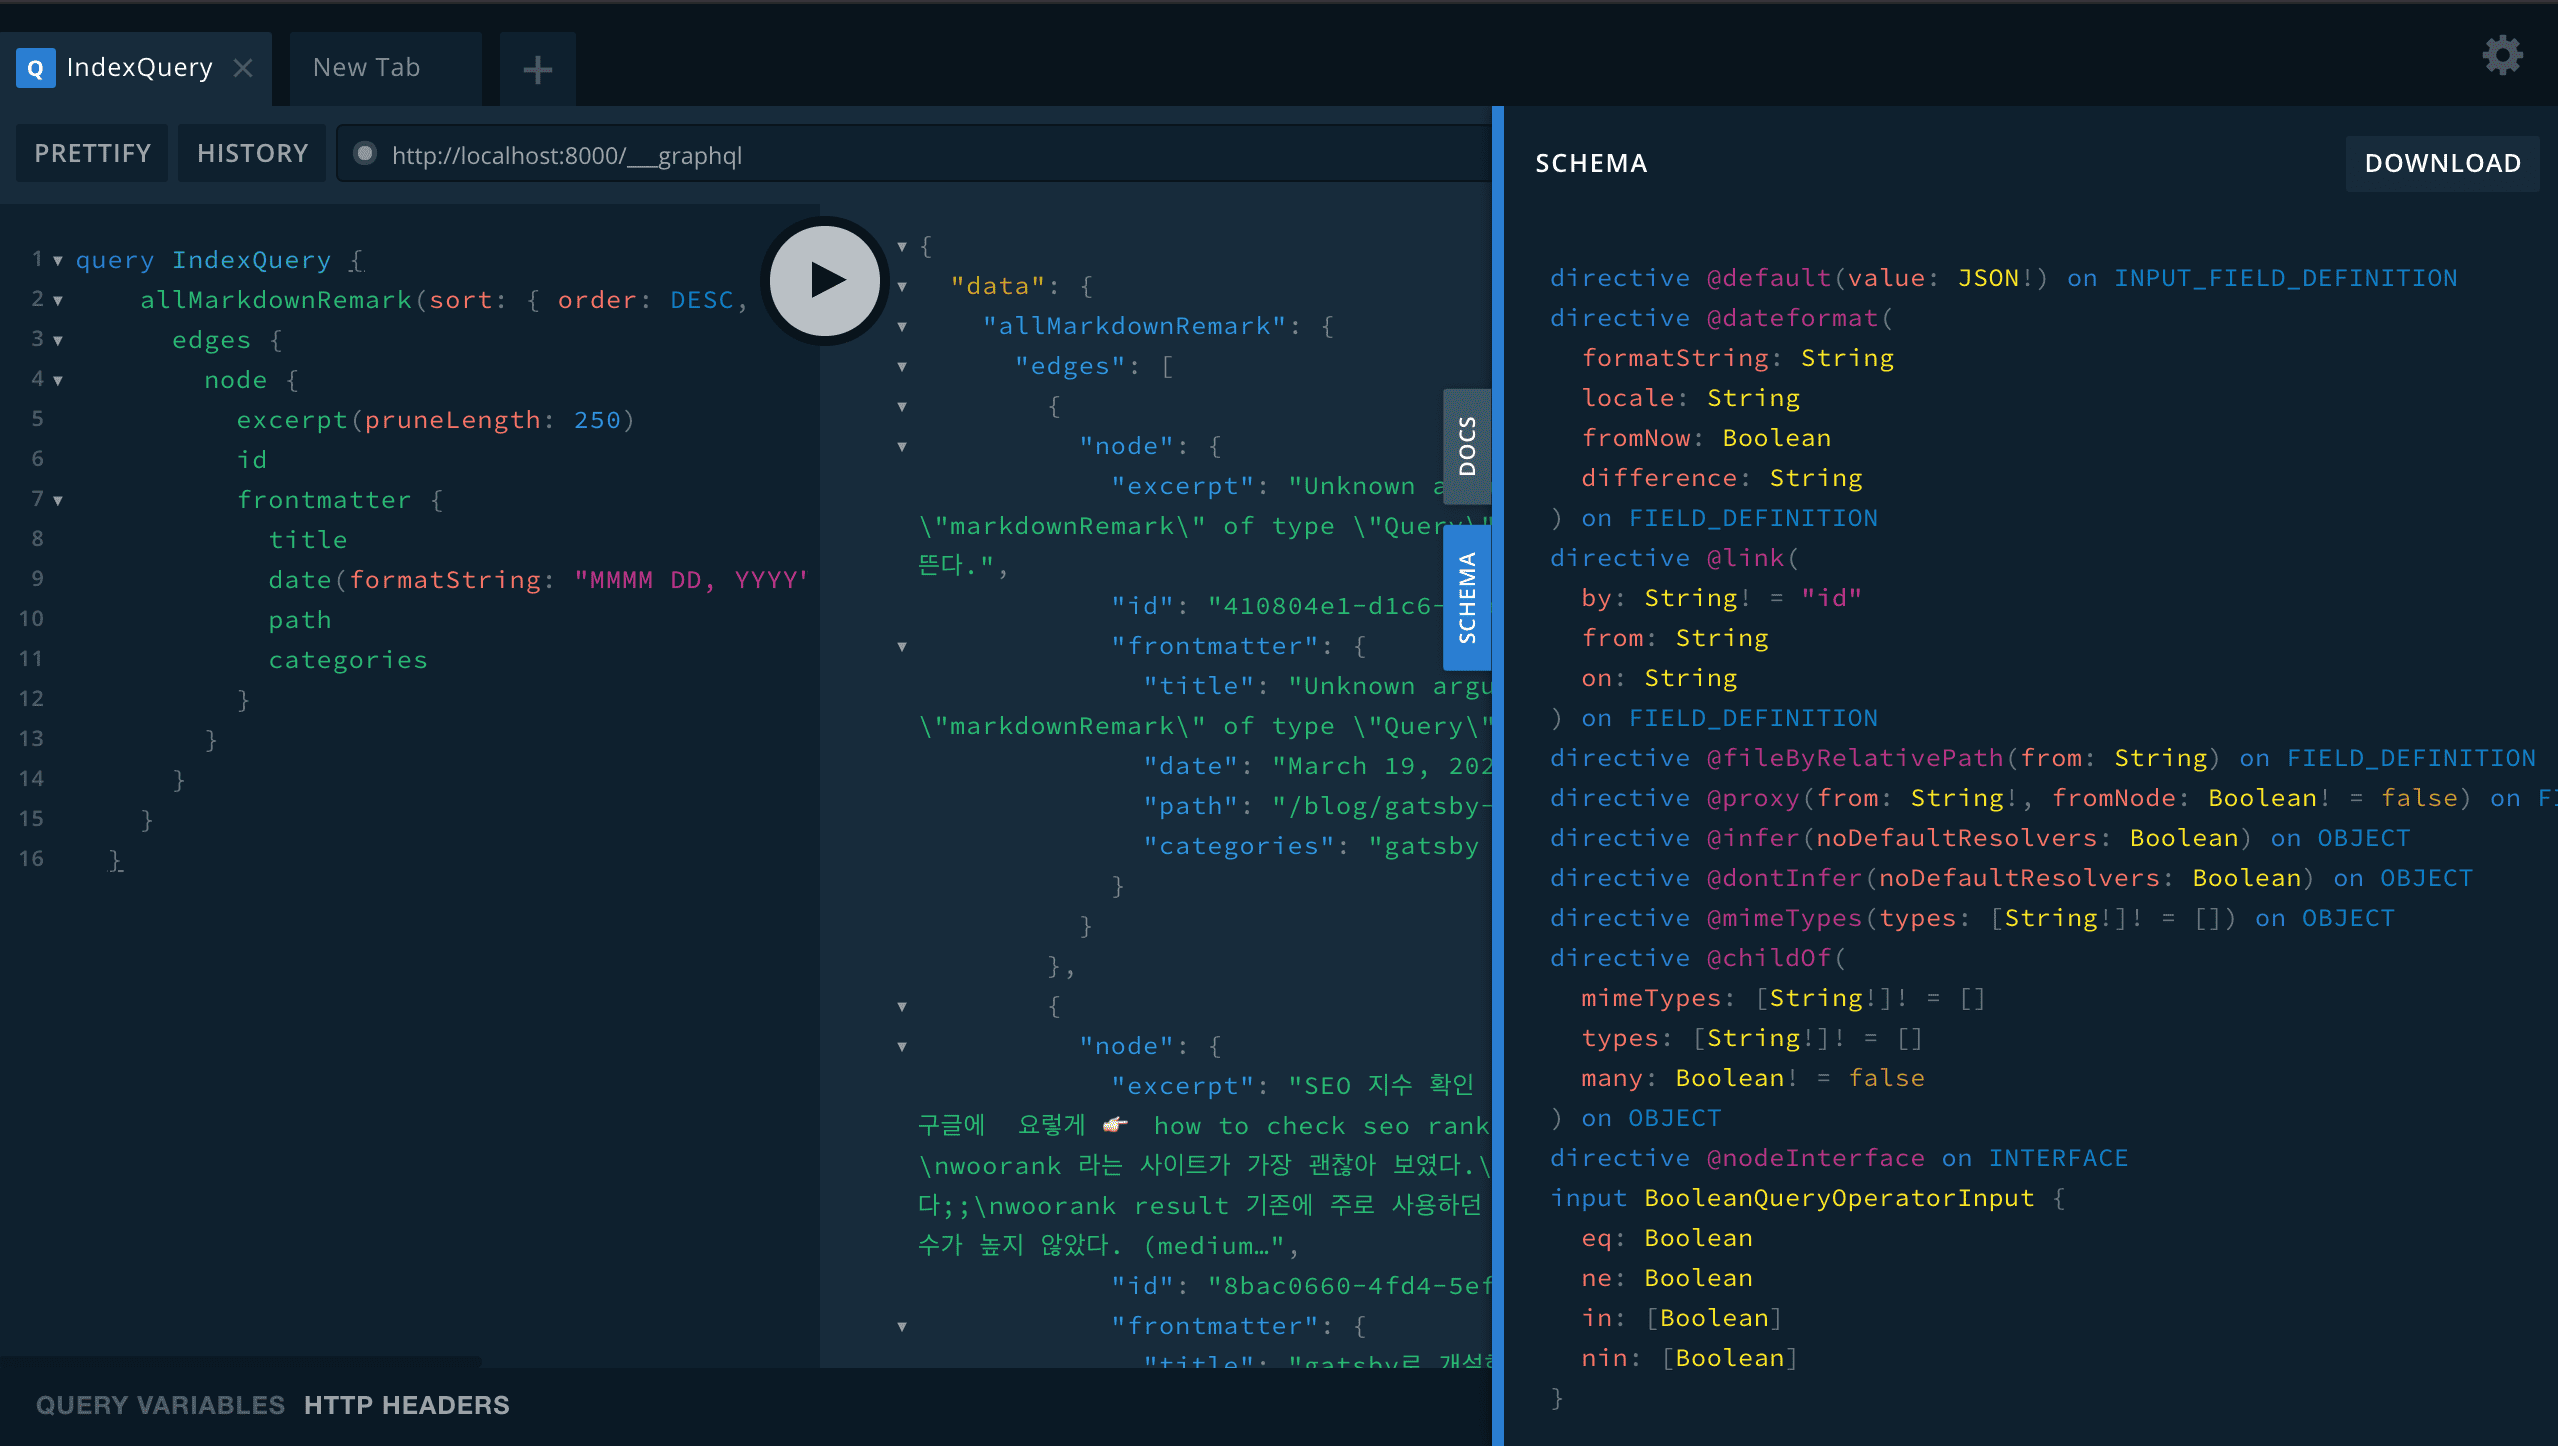 Q IndexQuery
New Tab
PRETTIFY
HISTORY
http://localhost:8000/___graphql
1 query IndexQuery {
2 allMarkdownRemark(sort: { order: DESC,
3 edges {
4 node {
5 excerpt(pruneLength: 250)
6 id
7 frontmatter {
8 title
9 date(formatString: "MMMM DD, YYYY"
10 path
11 categories
12 }
13 }
14 }
15 }
16 }
QUERY VARIABLES HTTP HEADERS
{
"data": {
"allMarkdownRemark": {
"edges": [
{
"node": {
"excerpt": "Unknown
\"markdownRemark\" of type \"Query\"
뜬다.",
"id": "410804e1-d1c6-
"frontmatter": {
"title": "Unknown argu
\"markdownRemark\" of type \"Query\"
"date": "March 19, 202
"path": "/blog/gatsby-
"categories": "gatsby
}
}
},
{
"node": {
"excerpt": "SEO 지수 확인
구글에 요렇게 👉 how to check seo rank
\nwoorank 라는 사이트가 가장 괜찮아 보였다.\
다;;\nwoorank result 기존에 주로 사용하던
수가 높지 않았다. (medium…",
"id": "8bac0660-4fd4-5ef
"frontmatter": {
"title": "gatsby로
DOCS
SCHEMA
SCHEMA
DOWNLOAD
directive @default(value: JSON!) on INPUT_FIELD_DEFINITION
directive @dateformat(
formatString: String
locale: String
fromNow: Boolean
difference: String
) on FIELD_DEFINITION
directive @link(
by: String! = "id"
from: String
on: String
) on FIELD_DEFINITION
directive @fileByRelativePath(from: String) on FIELD_DEFINITION
directive @proxy(from: String!, fromNode: Boolean! = false) on FI
directive @infer(noDefaultResolvers: Boolean) on OBJECT
directive @dontInfer(noDefaultResolvers: Boolean) on OBJECT
directive @mimeTypes(types: [String!]! = []) on OBJECT
directive @childOf(
mimeTypes: [String!]! = []
types: [String!]! = []
many: Boolean! = false
) on OBJECT
directive @nodeInterface on INTERFACE
input BooleanQueryOperatorInput {
eq: Boolean
ne: Boolean
in: [Boolean]
nin: [Boolean]
}